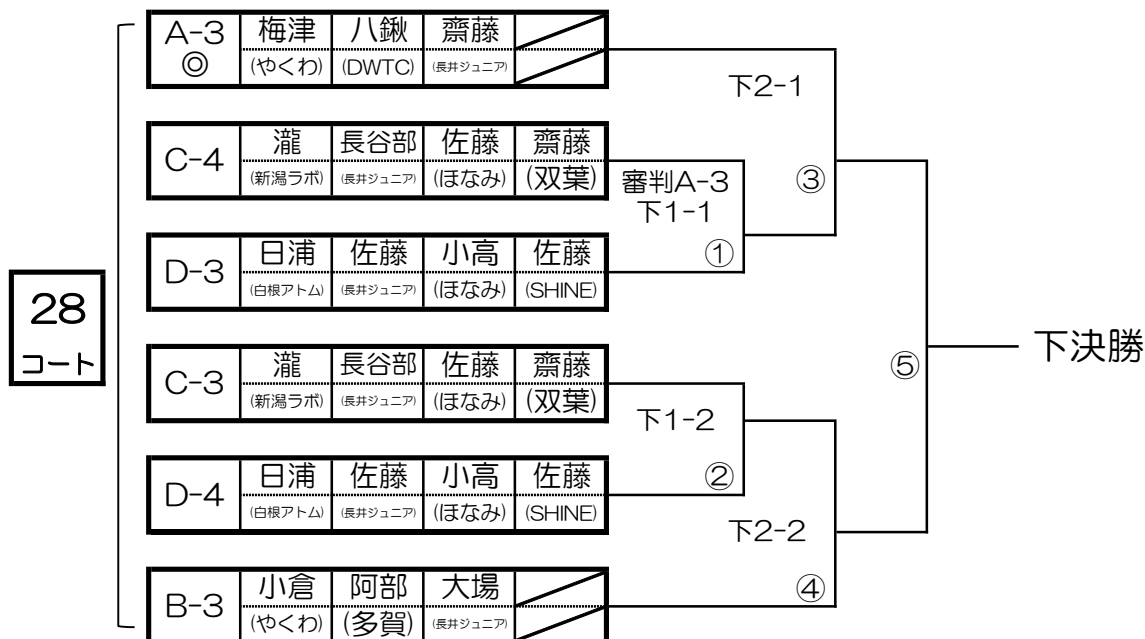 A-3 梅津 八鍬 齋藤
◎ (やくわ) (DWTC) (長井ジュニア)
下2-1
C-4 瀧 長谷部 佐藤 齋藤
(新潟ラボ) (長井ジュニア) (ほなみ) (双葉)
審判A-3
下1-1
①
③
D-3 日浦 佐藤 小高 佐藤
(白根アトム) (長井ジュニア) (ほなみ) (SHINE)
28
コート
下決勝
⑤
C-3 瀧 長谷部 佐藤 齋藤
(新潟ラボ) (長井ジュニア) (ほなみ) (双葉)
下1-2
②
D-4 日浦 佐藤 小高 佐藤
(白根アトム) (長井ジュニア) (ほなみ) (SHINE)
下2-2
④
B-3 小倉 阿部 大場
(やくわ) (多賀) (長井ジュニア)